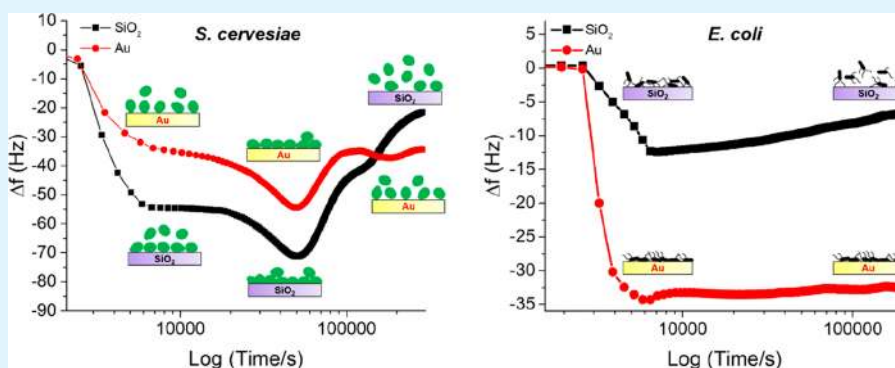 SiO2
Au
S. cervesiae
0
-10
-20
-30
-40
-50
-60
-70
-80
-90
Δf (Hz)
Au
SiO2
Au
SiO2
SiO2
Au
10000 100000
Log (Time/s)
SiO2
Au
E. coli
5
0
-5
-10
-15
-20
-25
-30
-35
Δf (Hz)
SiO2
SiO2
Au
Au
10000 100000
Log (Time/s)